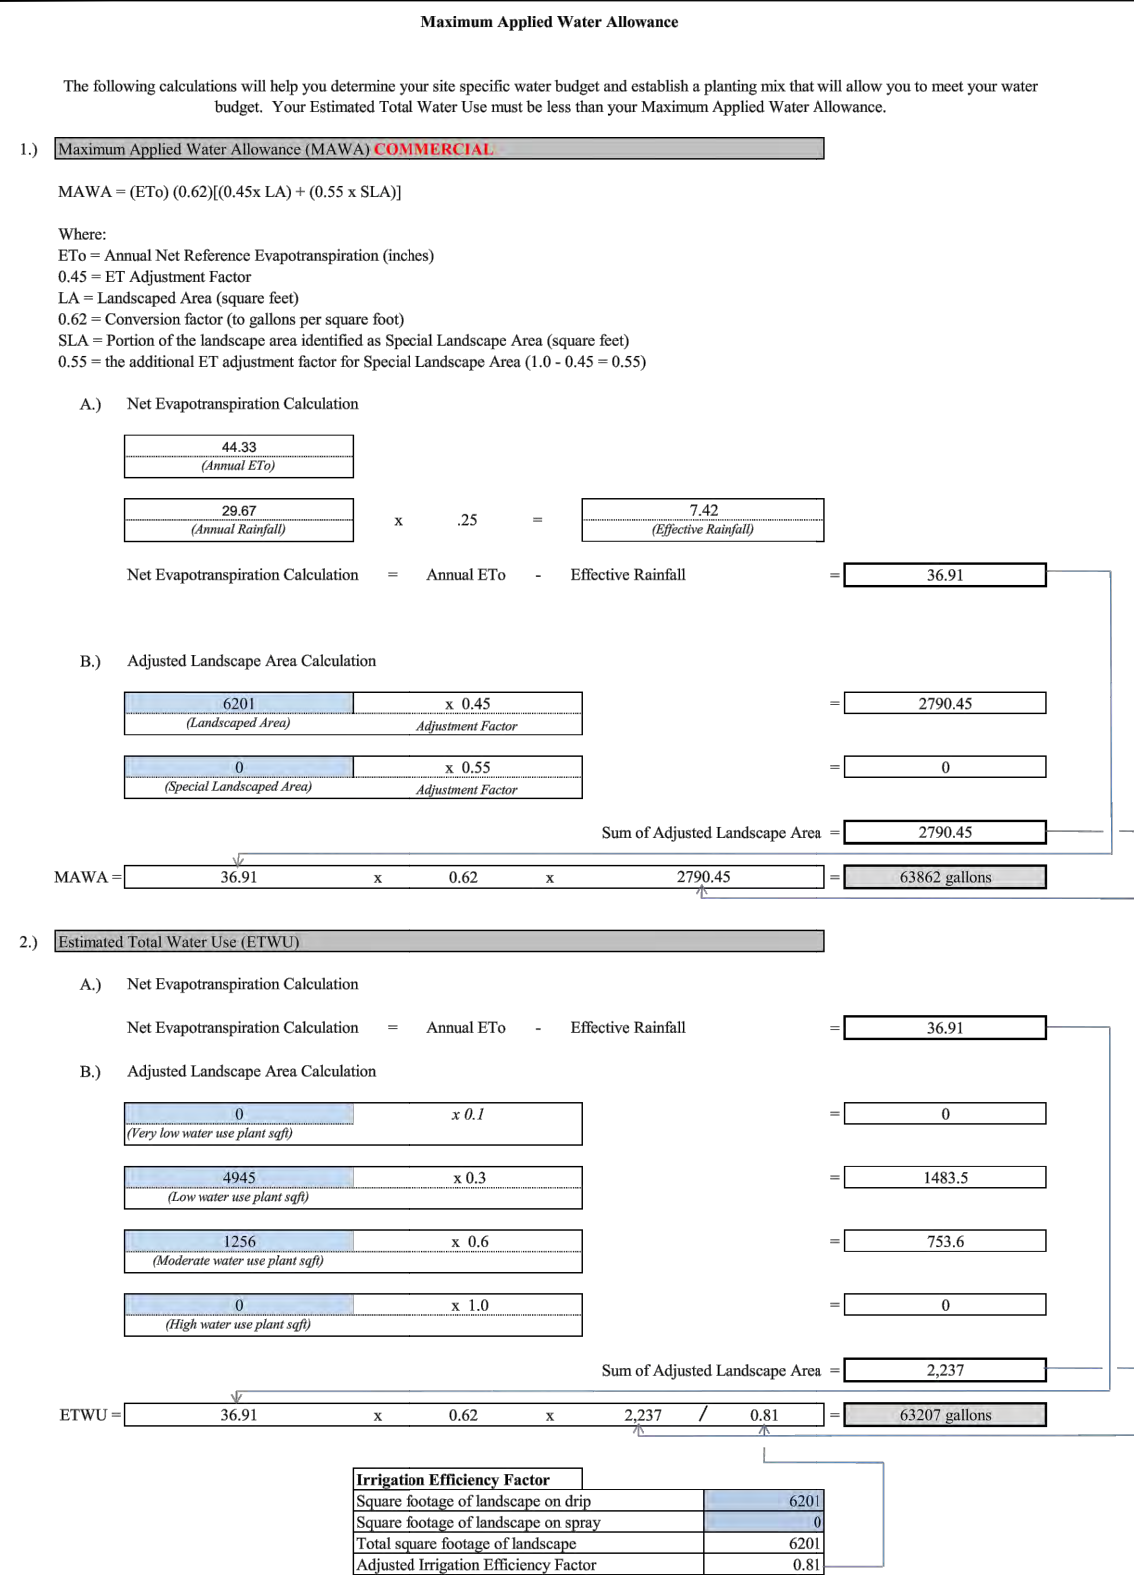 Maximum Applied Water Allowance
The following calculations will help you determine your site specific water budget and establish a planting mix that will allow you to meet your water
budget.  Your Estimated Total Water Use must be less than your Maximum Applied Water Allowance.
1.) Maximum Applied Water Allowance (MAWA) COMMERCIAL
MAWA = (ETo) (0.62)[(0.45x LA) + (0.55 x SLA)]
Where:
ETo = Annual Net Reference Evapotranspiration (inches)
0.45 = ET Adjustment Factor
LA = Landscaped Area (square feet)
0.62 = Conversion factor (to gallons per square foot)
SLA = Portion of the landscape area identified as Special Landscape Area (square feet)
0.55 = the additional ET adjustment factor for Special Landscape Area (1.0 - 0.45 = 0.55)
A.) Net Evapotranspiration Calculation
44.33
(Annual ETo)
29.67 x .25 = 7.42
(Annual Rainfall) (Effective Rainfall)
Net Evapotranspiration Calculation = Annual ETo - Effective Rainfall = 36.91
B.) Adjusted Landscape Area Calculation
6201 x 0.45 = 2790.45
(Landscaped Area) Adjustment Factor
0 x 0.55 = 0
(Special Landscaped Area) Adjustment Factor
Sum of Adjusted Landscape Area = 2790.45
MAWA = 36.91 x 0.62 x 2790.45 = 63862 gallons
2.) Estimated Total Water Use (ETWU)
A.) Net Evapotranspiration Calculation
Net Evapotranspiration Calculation = Annual ETo - Effective Rainfall = 36.91
B.) Adjusted Landscape Area Calculation
0 x 0.1 = 0
(Very low water use plant sqft)
4945 x 0.3 = 1483.5
(Low water use plant sqft)
1256 x 0.6 = 753.6
(Moderate water use plant sqft)
0 x 1.0 = 0
(High water use plant sqft)
Sum of Adjusted Landscape Area = 2,237
ETWU = 36.91 x 0.62 x 2,237 / 0.81 = 63207 gallons
Irrigation Efficiency Factor
Square footage of landscape on drip 6201
Square footage of landscape on spray 0
Total square footage of landscape 6201
Adjusted Irrigation Efficiency Factor 0.81